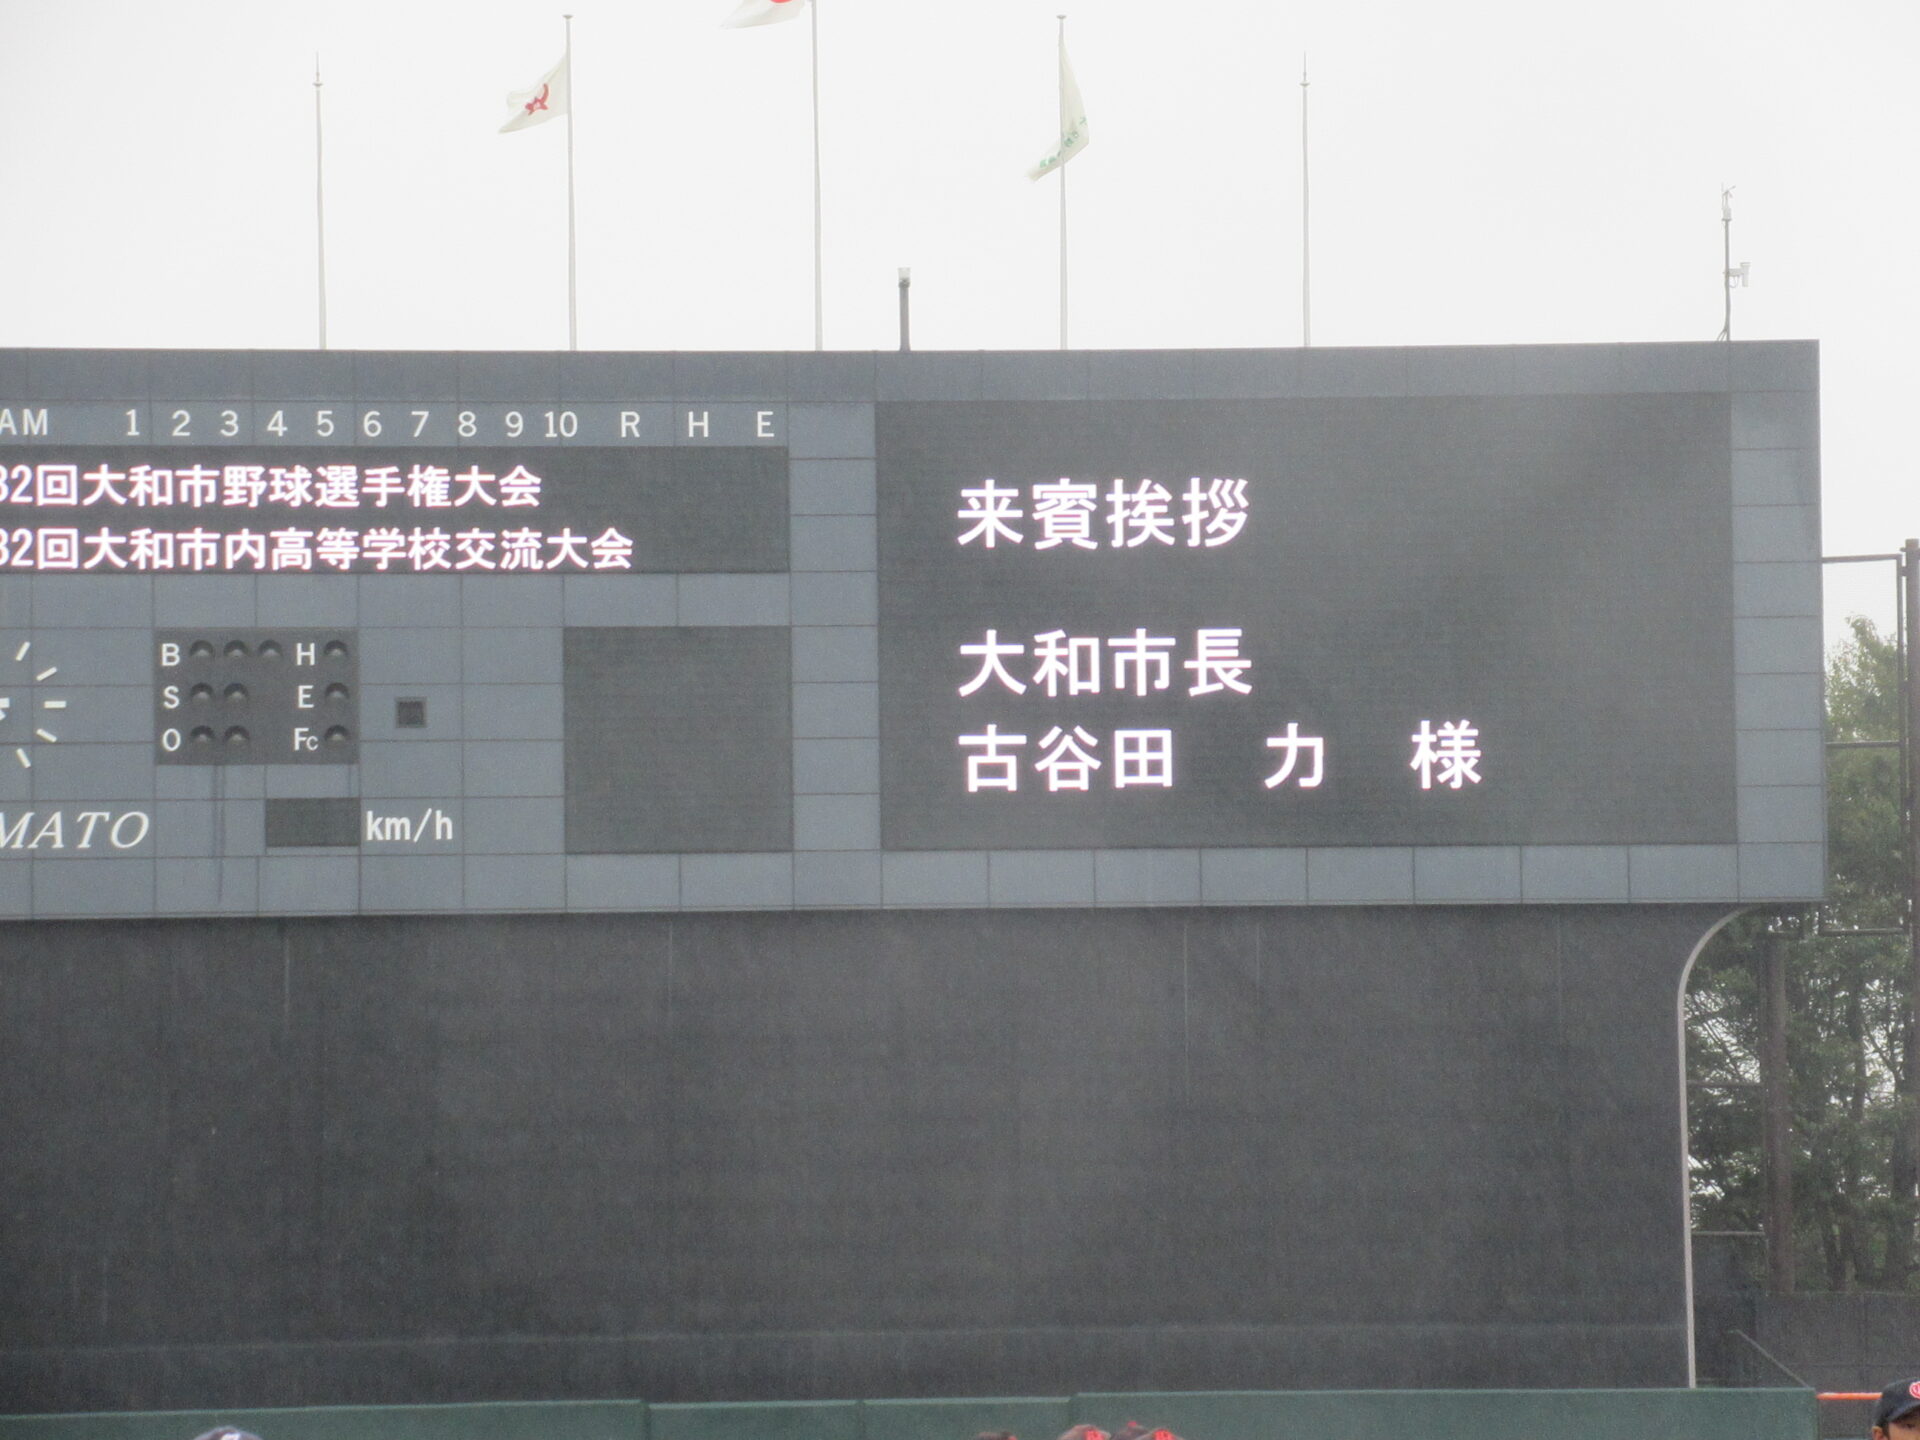 AM 1 2 3 4 5 6 7 8 9 10 R H E
32回大和市野球選手権大会
32回大和市内高等学校交流大会
B H
S E
O Fc
MATO
km/h
来賓挨拶
大和市長
古谷田 力 様